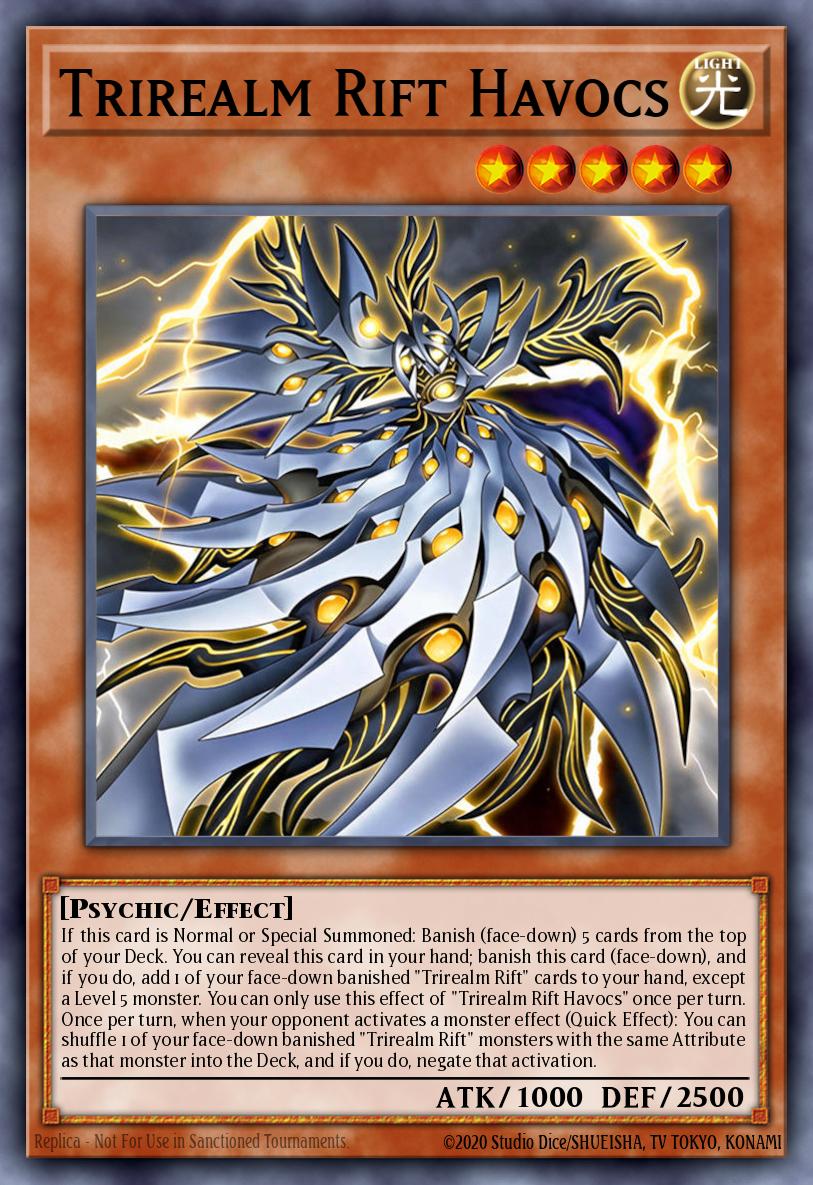 Trirealm Rift Havocs
LIGHT
光
[Psychic/Effect]
If this card is Normal or Special Summoned: Banish (face-down) 5 cards from the top
of your Deck. You can reveal this card in your hand; banish this card (face-down), and
if you do, add 1 of your face-down banished "Trirealm Rift" cards to your hand, except
a Level 5 monster. You can only use this effect of "Trirealm Rift Havocs" once per turn.
Once per turn, when your opponent activates a monster effect (Quick Effect): You can
shuffle 1 of your face-down banished "Trirealm Rift" monsters with the same Attribute
as that monster into the Deck, and if you do, negate that activation.
ATK/1000 DEF/2500
Replica - Not For Use in Sanctioned Tournaments.
©2020 Studio Dice/SHUEISHA, TV TOKYO, KONAMI